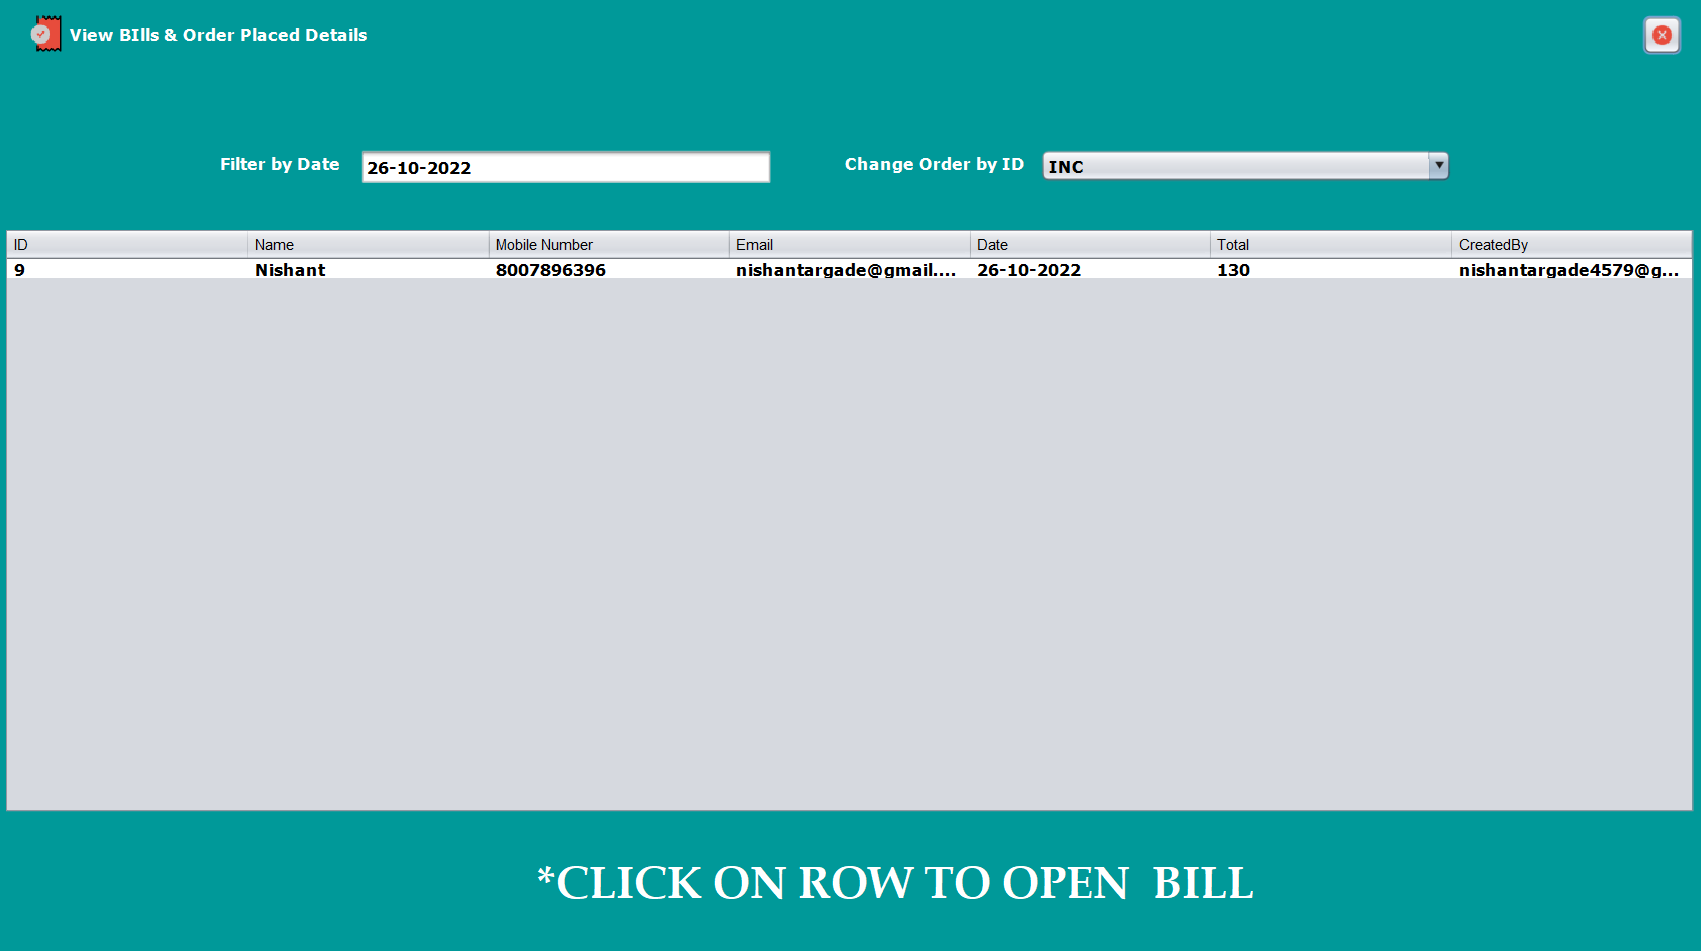 View BIlls & Order Placed Details
Filter by Date 26-10-2022 Change Order by ID INC
ID Name Mobile Number Email Date Total CreatedBy
9 Nishant 8007896396 nishantargade@gmail.... 26-10-2022 130 nishantargade4579@g...
*CLICK ON ROW TO OPEN BILL